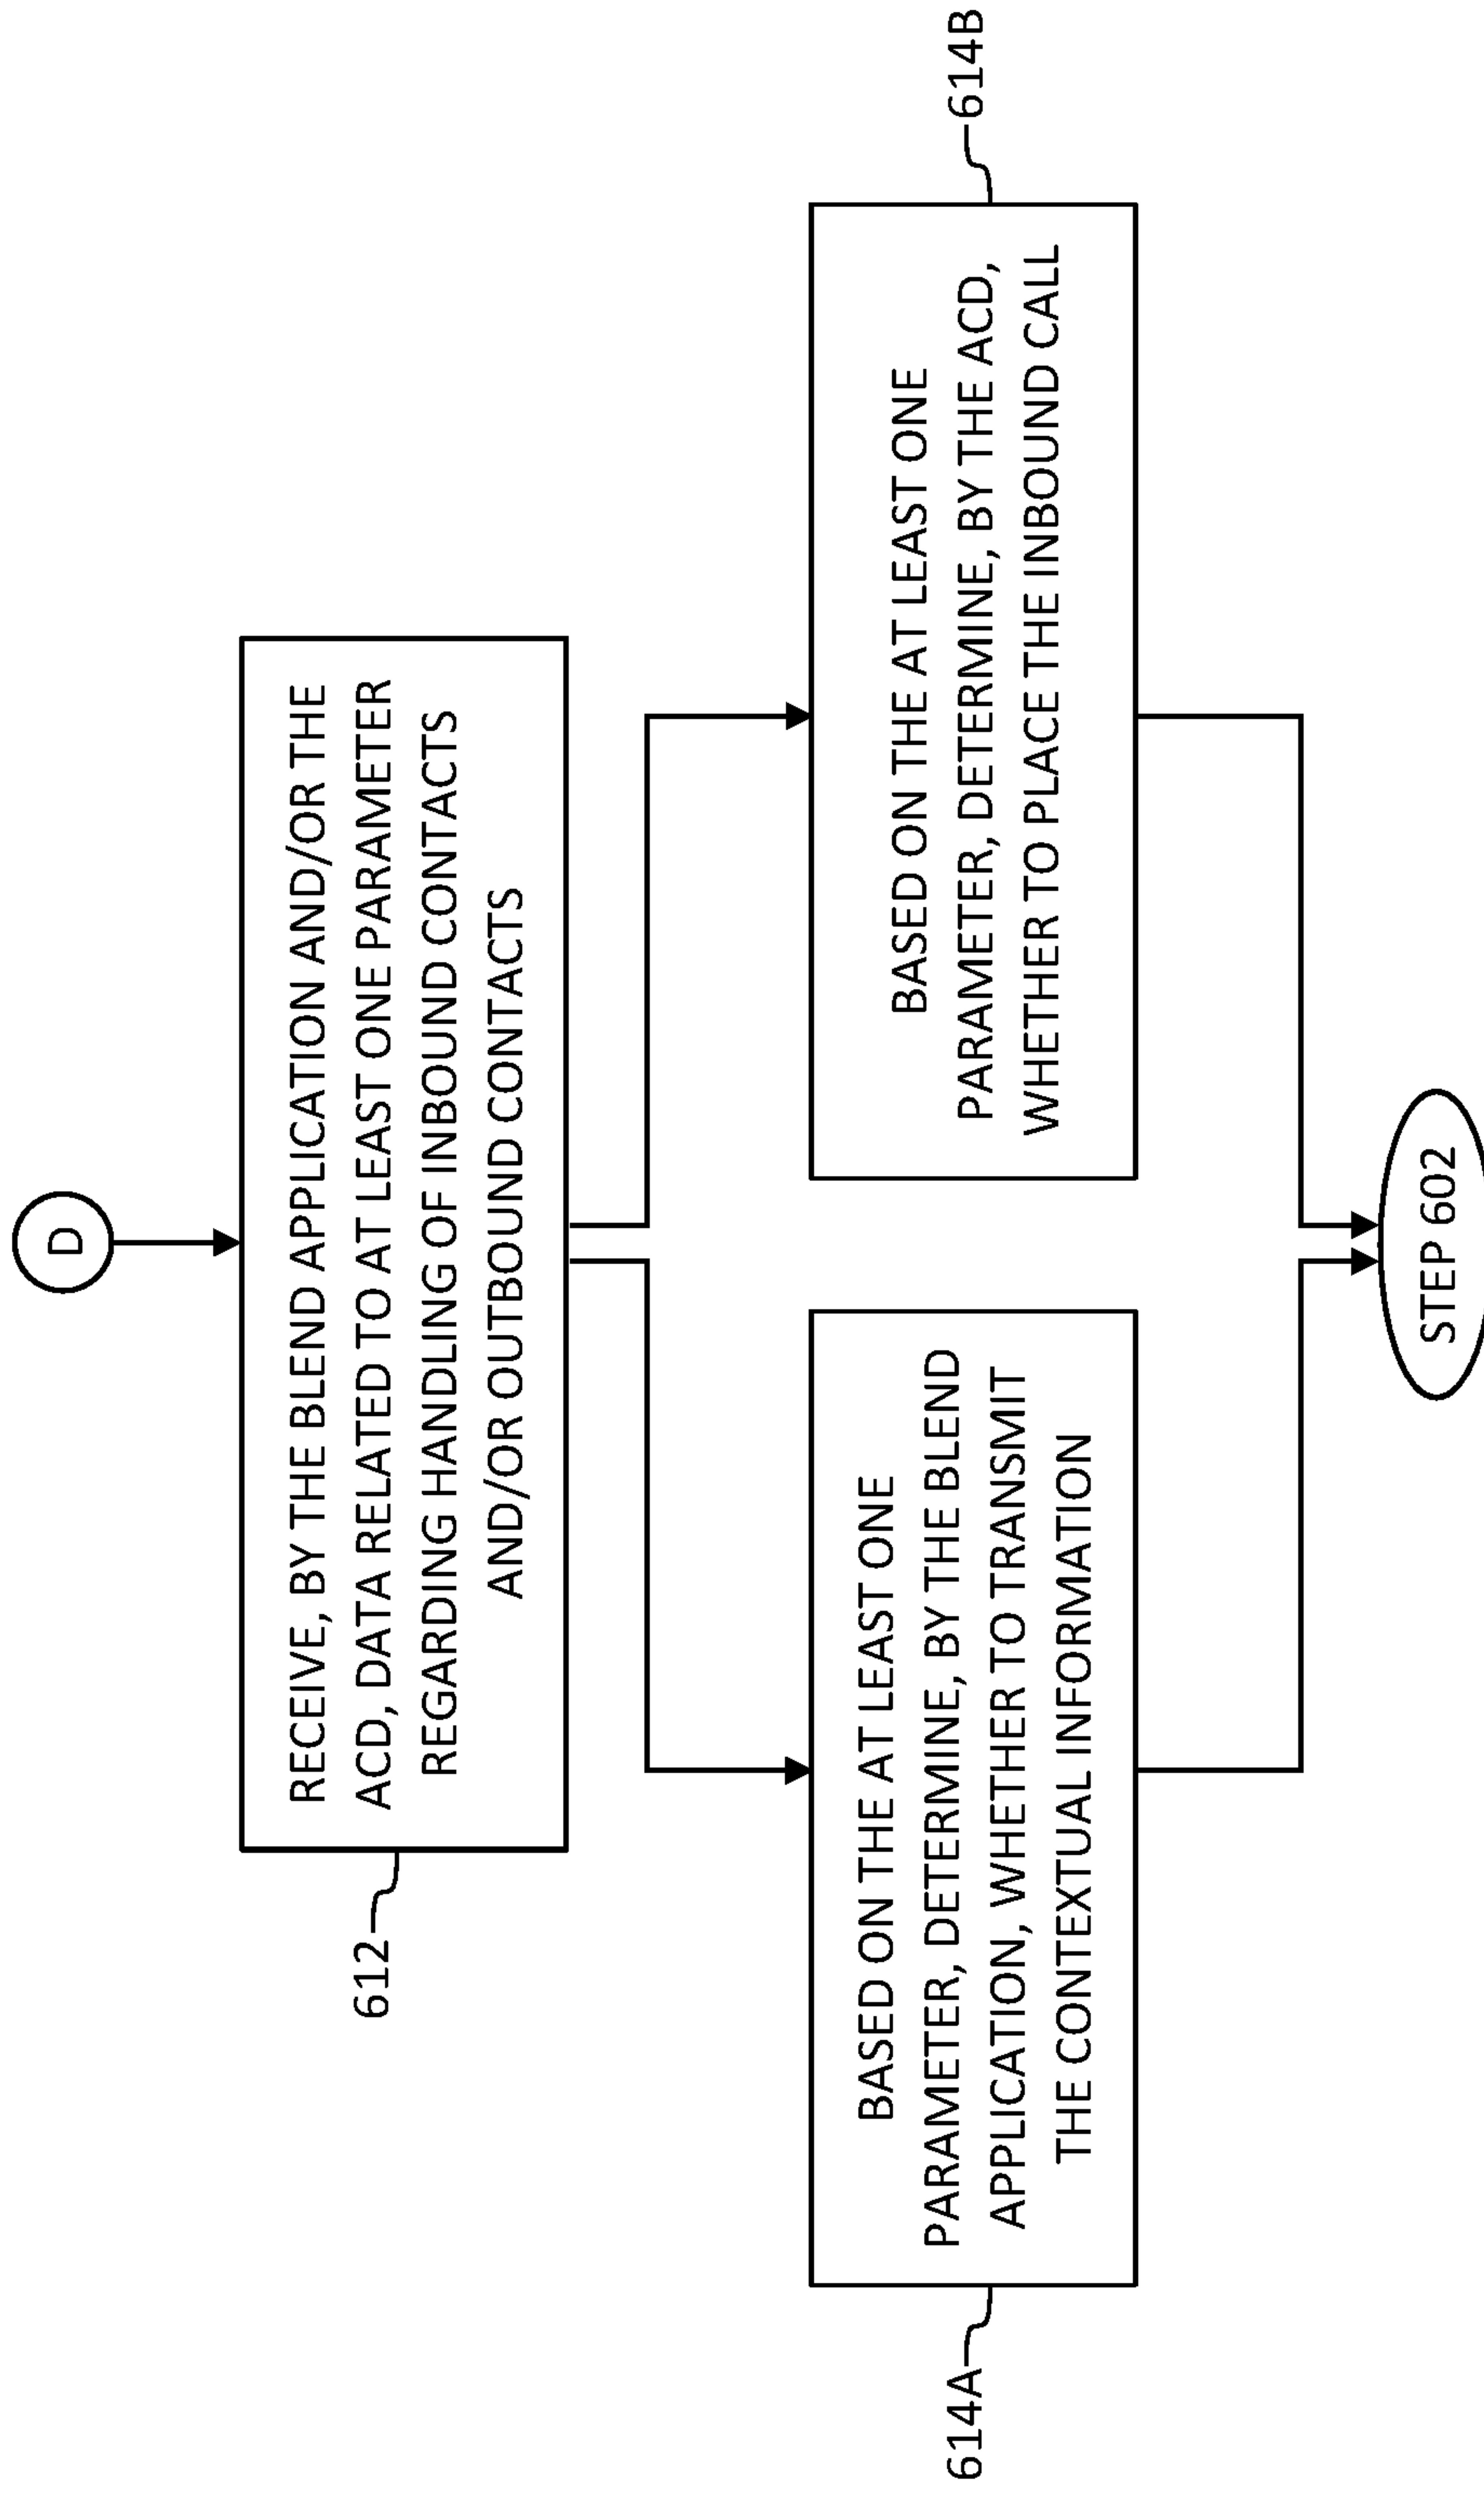 D
612
RECEIVE, BY THE BLEND APPLICATION AND/OR THE
ACD, DATA RELATED TO AT LEAST ONE PARAMETER
REGARDING HANDLING OF INBOUND CONTACTS
AND/OR OUTBOUND CONTACTS
614A
BASED ON THE AT LEAST ONE
PARAMETER, DETERMINE, BY THE BLEND
APPLICATION, WHETHER TO TRANSMIT
THE CONTEXTUAL INFORMATION
614B
BASED ON THE AT LEAST ONE
PARAMETER, DETERMINE, BY THE ACD,
WHETHER TO PLACE THE INBOUND CALL
STEP 602